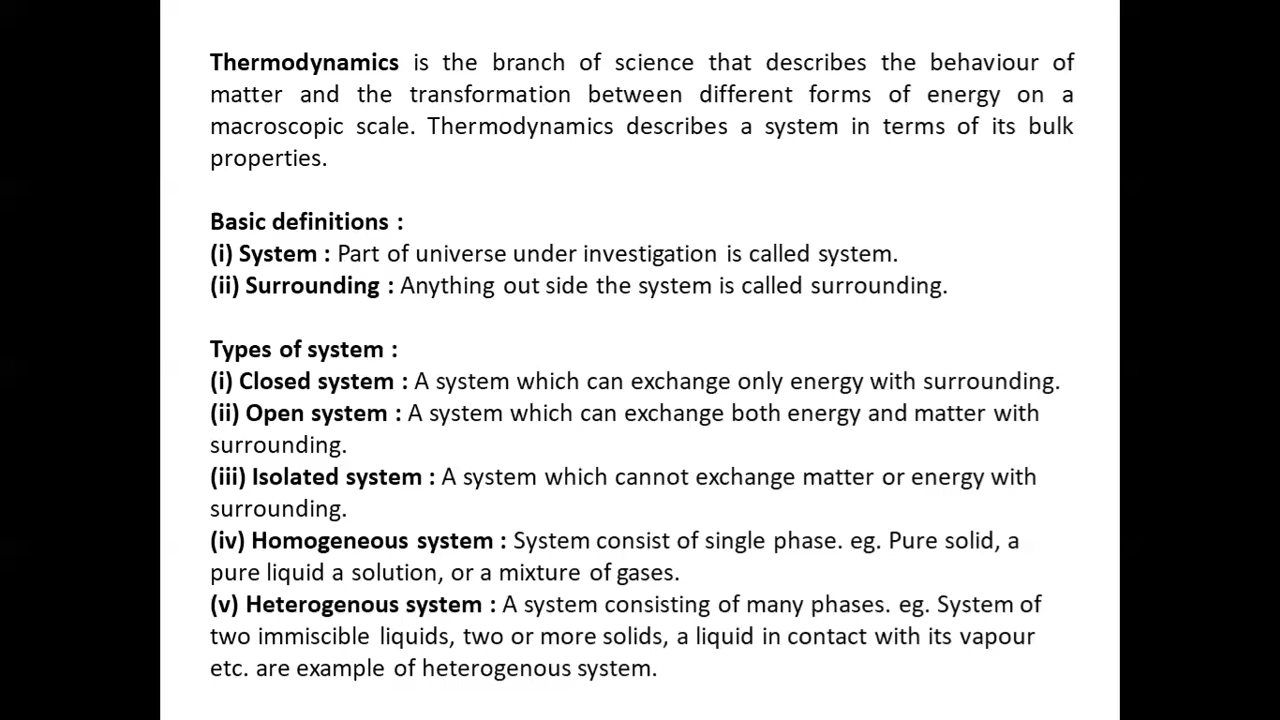 Thermodynamics is the branch of science that describes the behaviour of
matter and the transformation between different forms of energy on a
macroscopic scale. Thermodynamics describes a system in terms of its bulk
properties.
Basic definitions :
(i) System : Part of universe under investigation is called system.
(ii) Surrounding : Anything out side the system is called surrounding.
Types of system :
(i) Closed system : A system which can exchange only energy with surrounding.
(ii) Open system : A system which can exchange both energy and matter with
surrounding.
(iii) Isolated system : A system which cannot exchange matter or energy with
surrounding.
(iv) Homogeneous system : System consist of single phase. eg. Pure solid, a
pure liquid a solution, or a mixture of gases.
(v) Heterogenous system : A system consisting of many phases. eg. System of
two immiscible liquids, two or more solids, a liquid in contact with its vapour
etc. are example of heterogenous system.